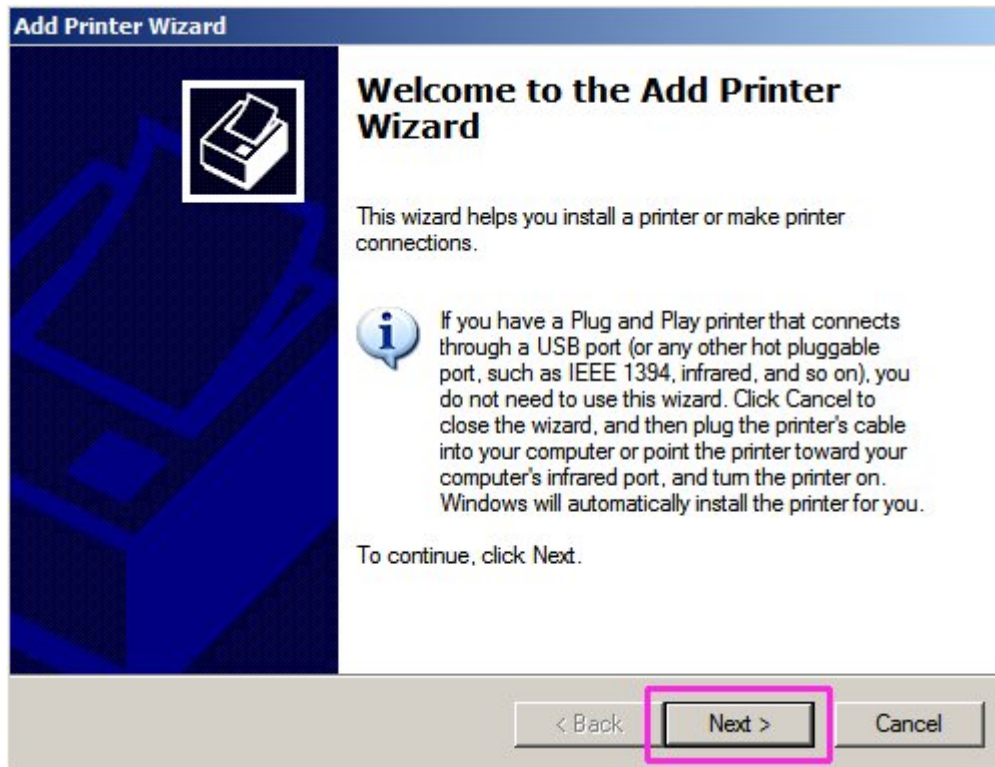 Add Printer Wizard
Welcome to the Add Printer
Wizard
This wizard helps you install a printer or make printer
connections.
If you have a Plug and Play printer that connects
through a USB port (or any other hot pluggable
port, such as IEEE 1394, infrared, and so on), you
do not need to use this wizard. Click Cancel to
close the wizard, and then plug the printer's cable
into your computer or point the printer toward your
computer's infrared port, and turn the printer on.
Windows will automatically install the printer for you.
To continue, click Next.
< Back Next > Cancel